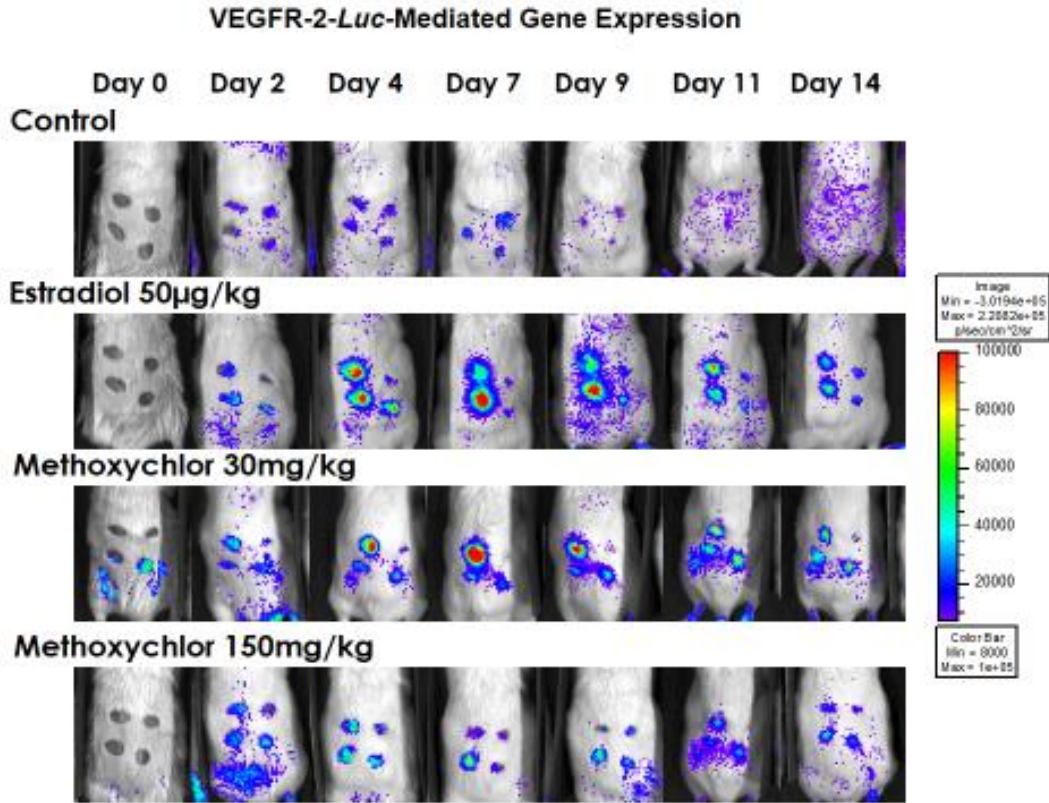 VEGFR-2-Luc-Mediated Gene Expression
Day 0 Day 2 Day 4 Day 7 Day 9 Day 11 Day 14
Control
Estradiol 50µg/kg
Image
Min = -3.0194e+05
Max = 2.2082e+05
p/sec/cm^2/sr
100000
80000
60000
40000
20000
Color Bar
Min = 8000
Max = 1e+05
Methoxychlor 30mg/kg
Methoxychlor 150mg/kg